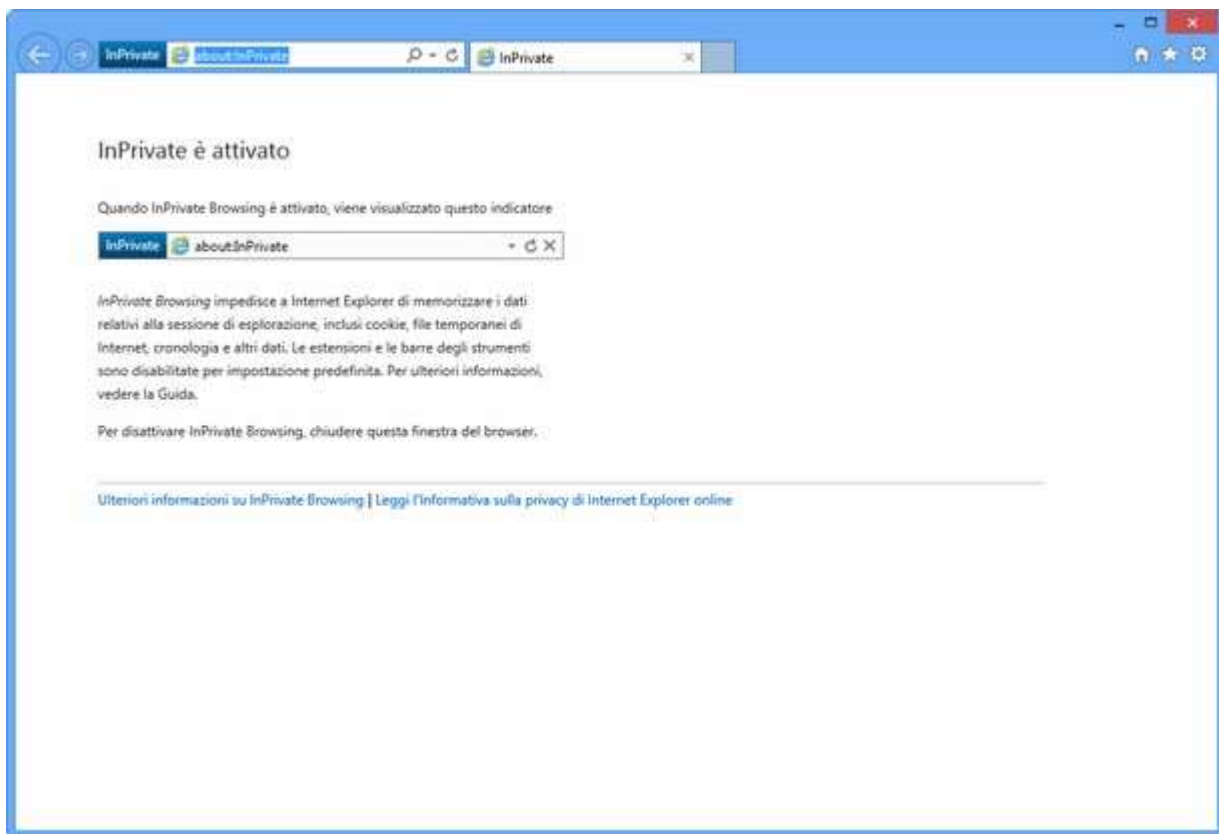 InPrivate about:InPrivate InPrivate
InPrivate è attivato
Quando InPrivate Browsing è attivato, viene visualizzato questo indicatore
InPrivate about:InPrivate
InPrivate Browsing impedisce a Internet Explorer di memorizzare i dati
relativi alla sessione di esplorazione, inclusi cookie, file temporanei di
Internet, cronologia e altri dati. Le estensioni e le barre degli strumenti
sono disabilitate per impostazione predefinita. Per ulteriori informazioni,
vedere la Guida.
Per disattivare InPrivate Browsing, chiudere questa finestra del browser.
Ulteriori informazioni su InPrivate Browsing | Leggi l'Informativa sulla privacy di Internet Explorer online